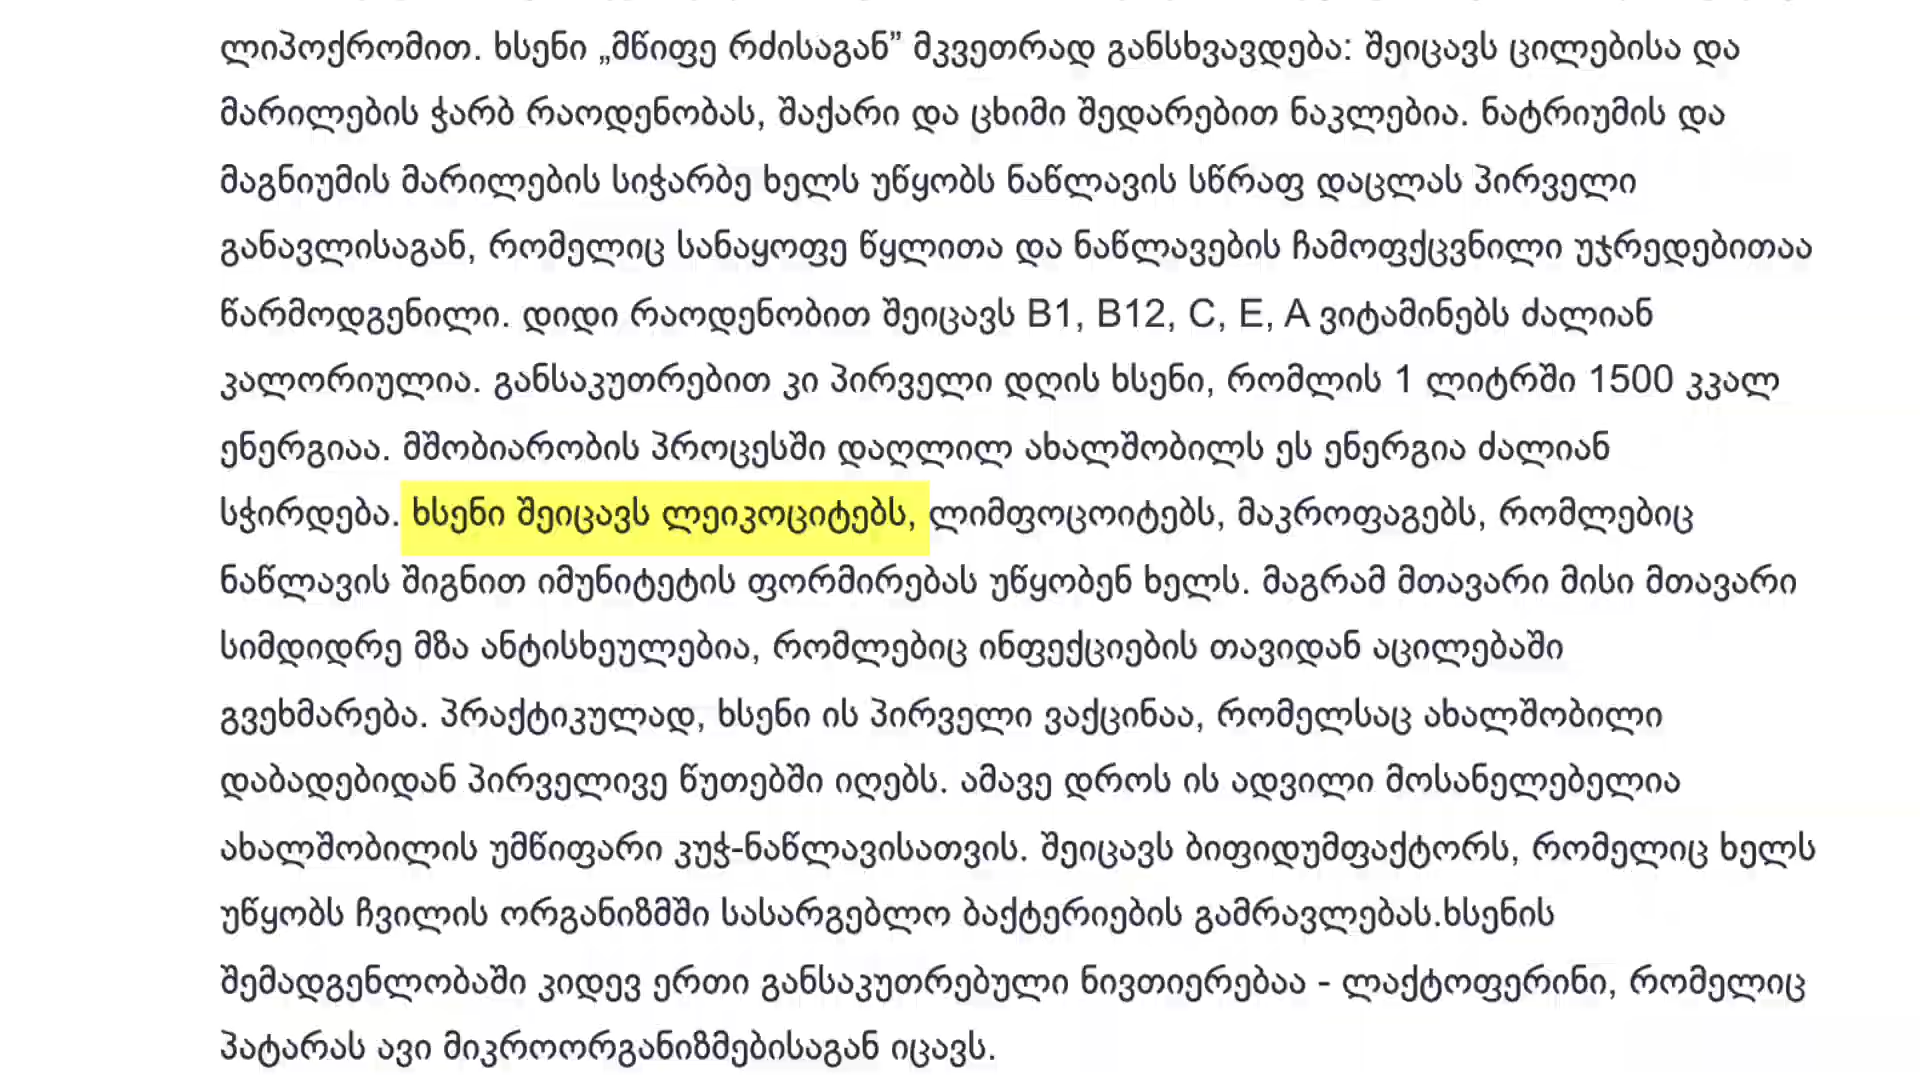 ლიპოქრომით. ხსენი „მწიფე რძისაგან” მკვეთრად განსხვავდება: შეიცავს ცილებისა და
მარილების ჭარბ რაოდენობას, შაქარი და ცხიმი შედარებით ნაკლებია. ნატრიუმის და
მაგნიუმის მარილების სიჭარბე ხელს უწყობს ნაწლავის სწრაფ დაცლას პირველი
განავლისაგან, რომელიც სანაყოფე წყლითა და ნაწლავების ჩამოფქცვნილი უჯრედებითაა
წარმოდგენილი. დიდი რაოდენობით შეიცავს B1, B12, C, E, A ვიტამინებს ძალიან
კალორიულია. განსაკუთრებით კი პირველი დღის ხსენი, რომლის 1 ლიტრში 1500 კკალ
ენერგიაა. მშობიარობის პროცესში დაღლილ ახალშობილს ეს ენერგია ძალიან
სჭირდება. ხსენი შეიცავს ლეიკოციტებს, ლიმფოცოიტებს, მაკროფაგებს, რომლებიც
ნაწლავის შიგნით იმუნიტეტის ფორმირებას უწყობენ ხელს. მაგრამ მთავარი მისი მთავარი
სიმდიდრე მზა ანტისხეულებია, რომლებიც ინფექციების თავიდან აცილებაში
გვეხმარება. პრაქტიკულად, ხსენი ის პირველი ვაქცინაა, რომელსაც ახალშობილი
დაბადებიდან პირველივე წუთებში იღებს. ამავე დროს ის ადვილი მოსანელებელია
ახალშობილის უმწიფარი კუჭ-ნაწლავისათვის. შეიცავს ბიფიდუმფაქტორს, რომელიც ხელს
უწყობს ჩვილის ორგანიზმში სასარგებლო ბაქტერიების გამრავლებას.ხსენის
შემადგენლობაში კიდევ ერთი განსაკუთრებული ნივთიერებაა - ლაქტოფერინი, რომელიც
პატარას ავი მიკროორგანიზმებისაგან იცავს.